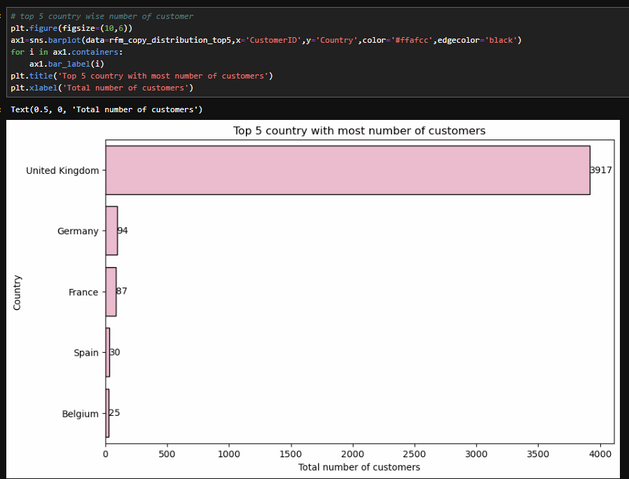 # top 5 country wise number of customer
plt.figure(figsize=(10,6))
ax1=sns.barplot(data=rfm_copy_distribution_top5,x='CustomerID',y='Country',color='#ffafcc',edgecolor='black')
for i in ax1.containers:
    ax1.bar_label(i)
plt.title('Top 5 country with most number of customers')
plt.xlabel('Total number of customers')
Text(0.5, 0, 'Total number of customers')
Top 5 country with most number of customers
United Kingdom 3917
Germany 94
France 87
Spain 30
Belgium 25
Country
0 500 1000 1500 2000 2500 3000 3500 4000
Total number of customers